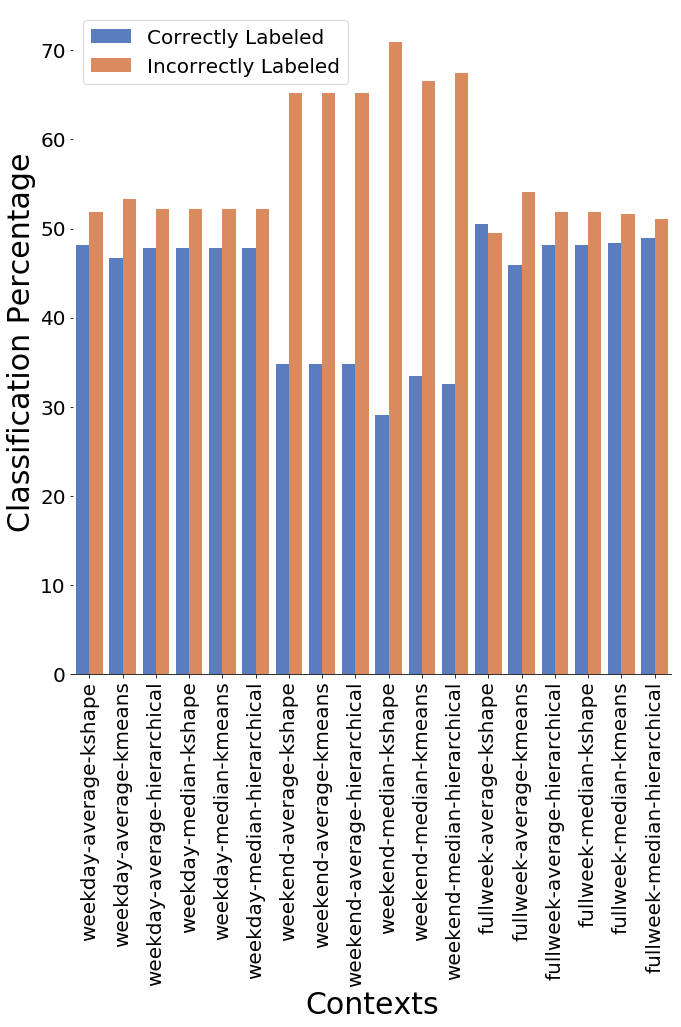 Correctly Labeled
Incorrectly Labeled
Classification Percentage
70
60
50
40
30
20
10
0
weekday-average-kshape
weekday-average-kmeans
weekday-average-hierarchical
weekday-median-kshape
weekday-median-kmeans
weekday-median-hierarchical
weekend-average-kshape
weekend-average-kmeans
weekend-average-hierarchical
weekend-median-kshape
weekend-median-kmeans
weekend-median-hierarchical
fullweek-average-kshape
fullweek-average-kmeans
fullweek-average-hierarchical
fullweek-median-kshape
fullweek-median-kmeans
fullweek-median-hierarchical
Contexts